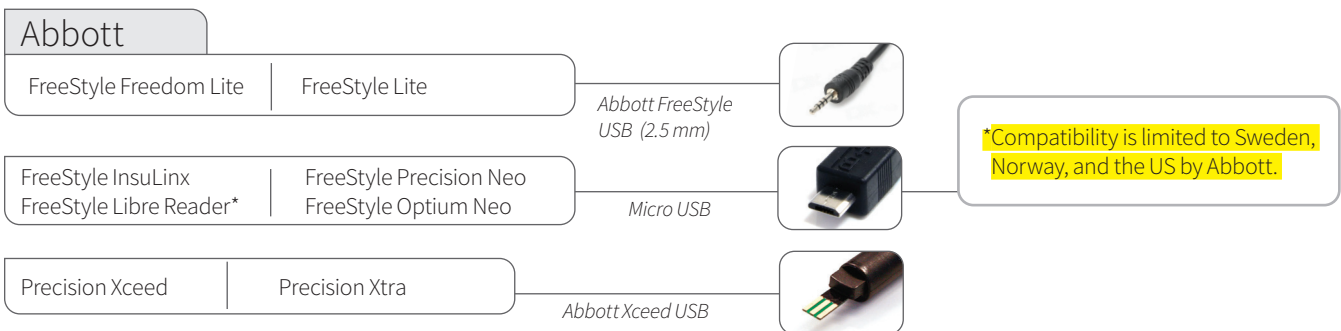 Abbott
FreeStyle Freedom Lite FreeStyle Lite
Abbott FreeStyle
USB (2.5 mm)
*Compatibility is limited to Sweden,
Norway, and the US by Abbott.
FreeStyle InsuLinx FreeStyle Precision Neo
FreeStyle Libre Reader* FreeStyle Optium Neo
Micro USB
Precision Xceed Precision Xtra
Abbott Xceed USB